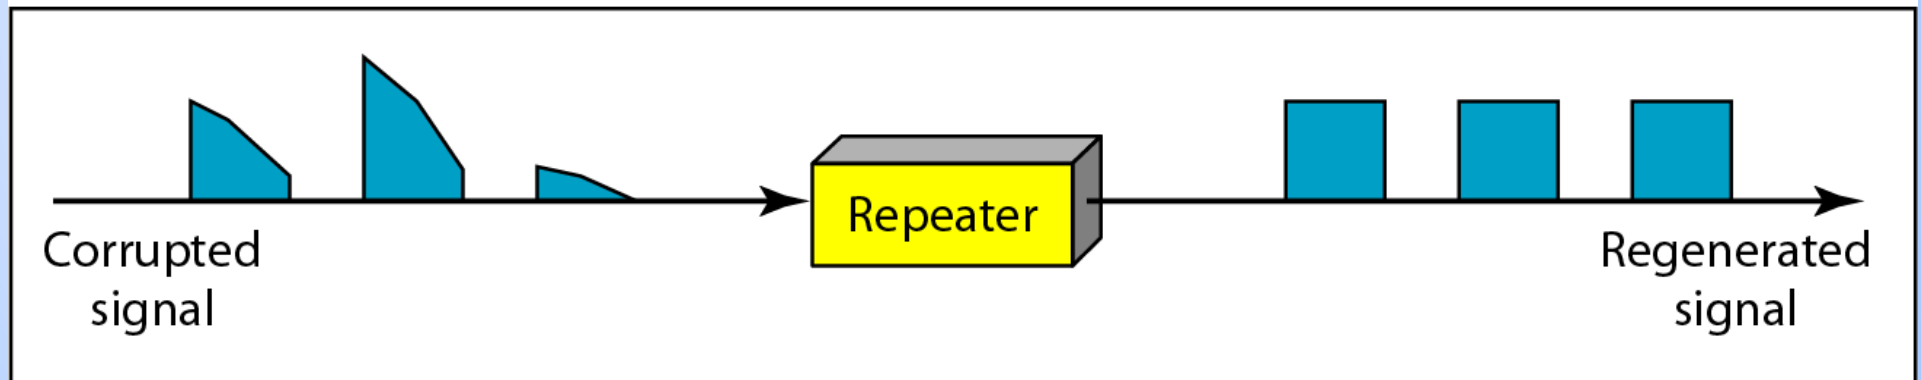 Repeater
Corrupted
signal
Regenerated
signal